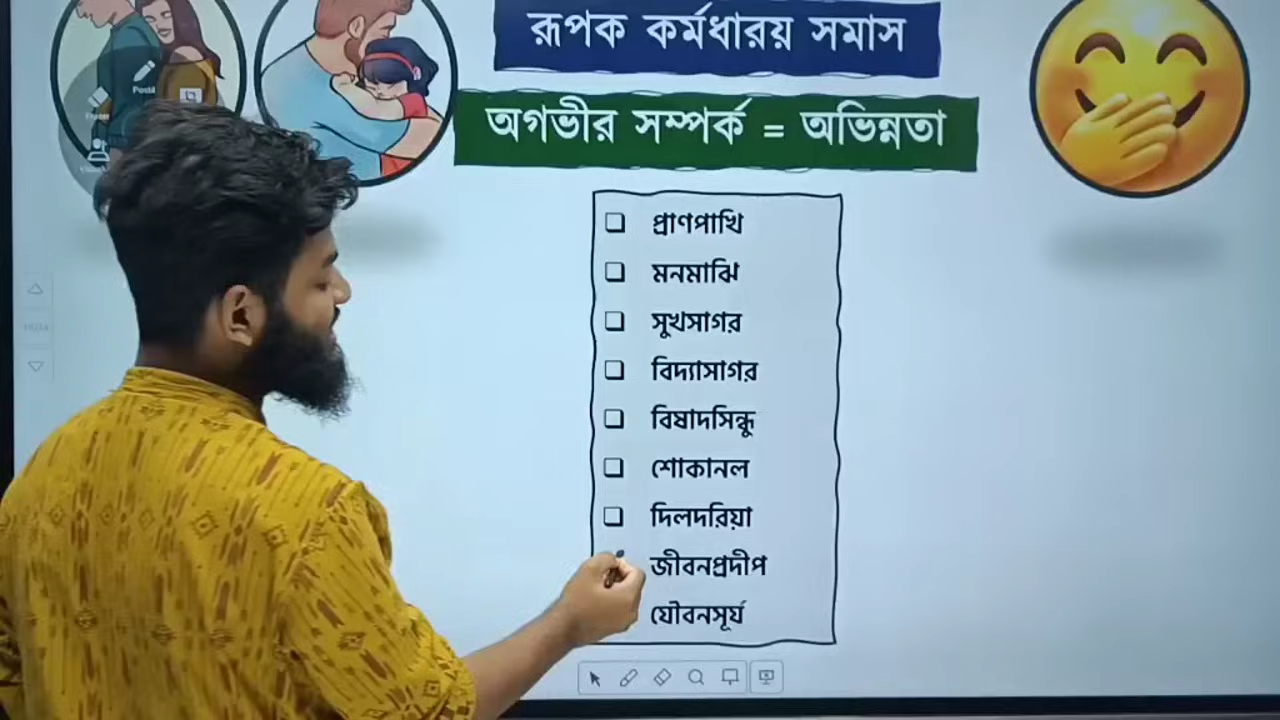 রূপক কর্মধারয় সমাস
অগভীর সম্পর্ক = অভিন্নতা
প্রাণপাখি
মনমাঝি
সুখসাগর
বিদ্যাসাগর
বিষাদসিন্ধু
শোকানল
দিলদরিয়া
জীবনপ্রদীপ
যৌবনসূর্য